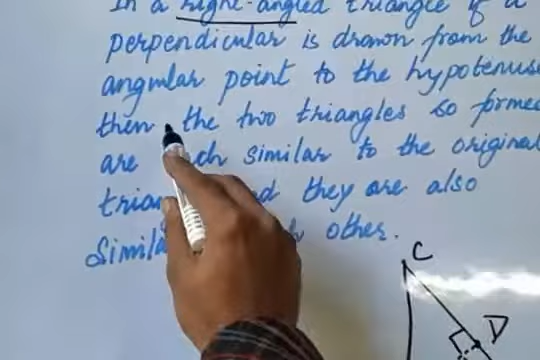 In a right-angled triangle if a
perpendicular is drawn from the
angular point to the hypotenuse
then the two triangles so formed
are similar to the original
they are also
other.
C
D